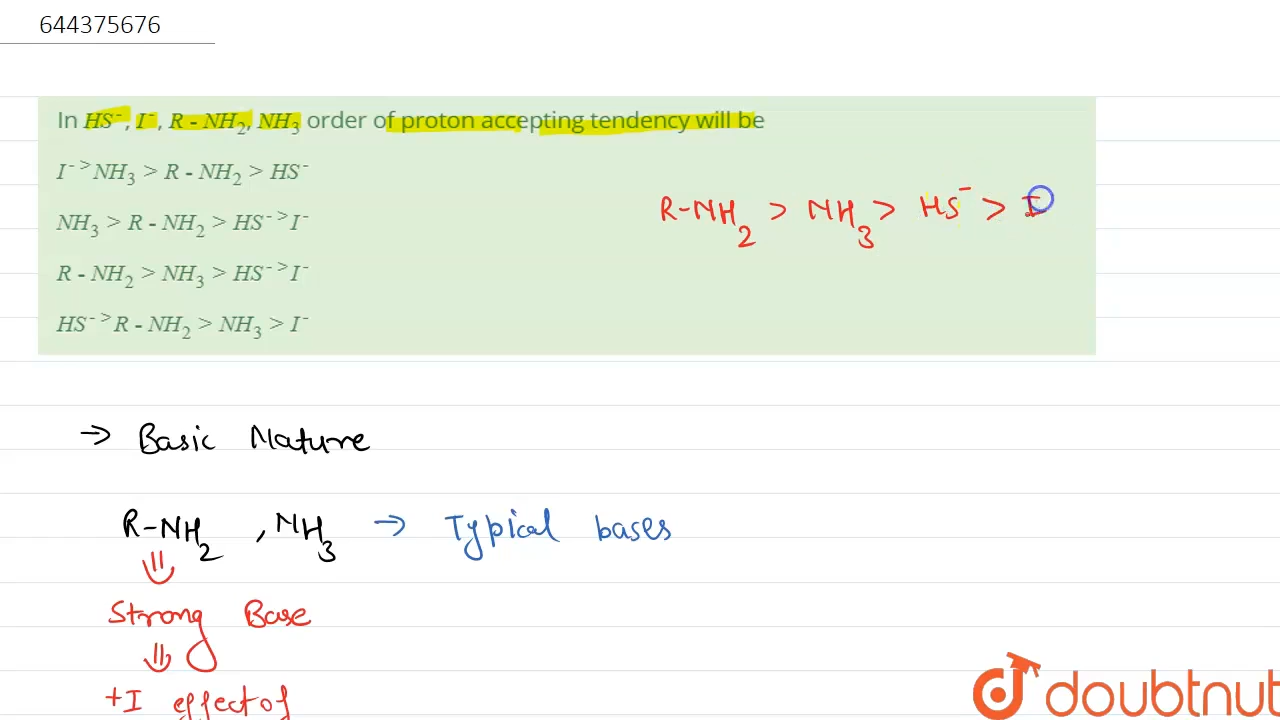 644375676
In HS⁻, I⁻, R - NH₂, NH₃ order of proton accepting tendency will be
I⁻ > NH₃ > R - NH₂ > HS⁻
NH₃ > R - NH₂ > HS⁻ > I⁻
R - NH₂ > NH₃ > HS⁻ > I⁻
HS⁻ > R - NH₂ > NH₃ > I⁻
R-NH₂ > NH₃ > HS⁻ > I
→ Basic Nature
R-NH₂ , NH₃ → Typical bases
Strong Base
+I effect of
doubtnut